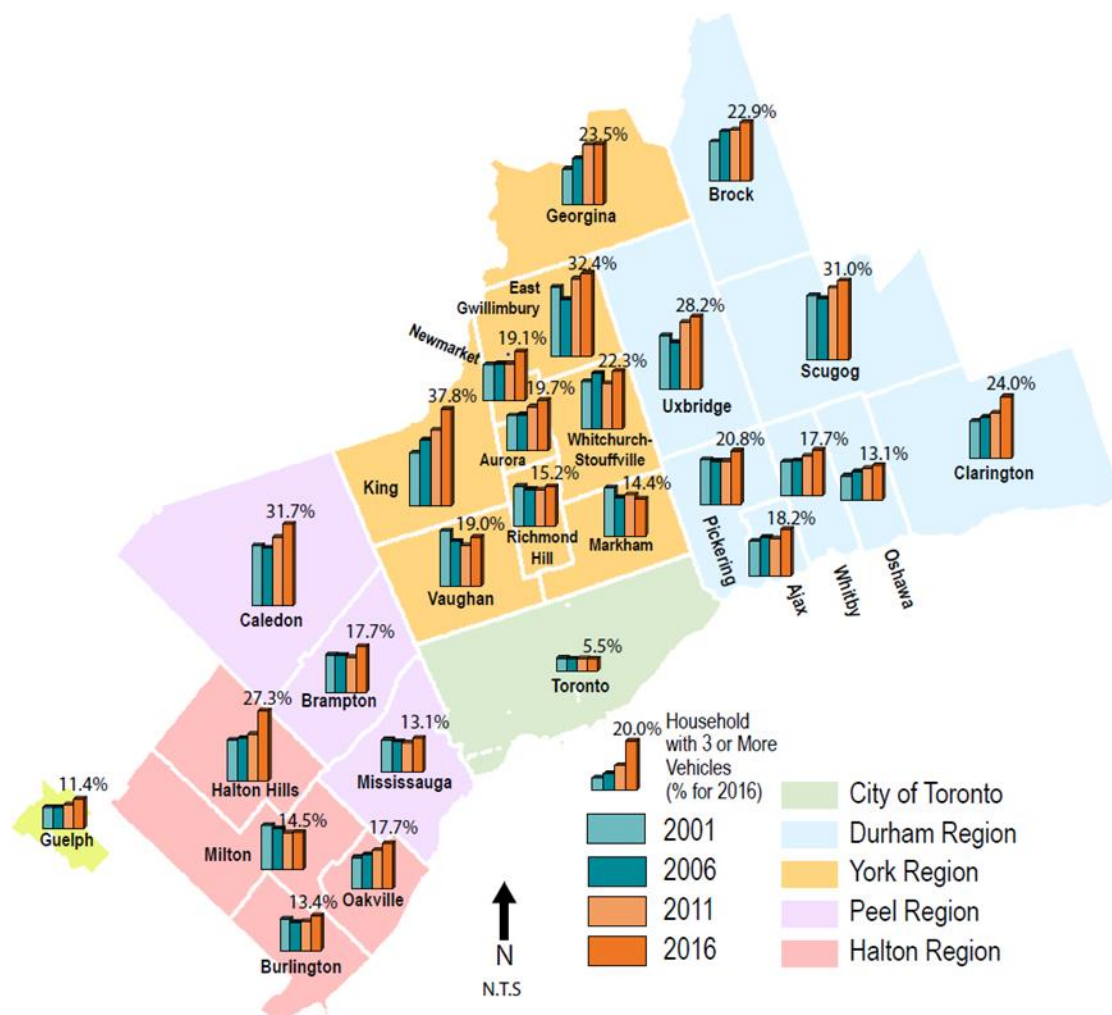 22.9%
Brock
23.5%
Georgina
32.4%
East
Gwillimbury
31.0%
Scugog
28.2%
Uxbridge
Newmarket
19.1%
22.3%
Whitchurch-
Stouffville
19.7%
Aurora
37.8%
King
24.0%
Clarington
20.8%
Pickering
17.7%
13.1%
18.2%
Ajax
Whitby
Oshawa
15.2%
Richmond
Hill
14.4%
Markham
19.0%
Vaughan
31.7%
Caledon
5.5%
Toronto
17.7%
Brampton
27.3%
Halton Hills
13.1%
Mississauga
11.4%
Guelph
14.5%
Milton
17.7%
Oakville
13.4%
Burlington
N
N.T.S
20.0%
Household
with 3 or More
Vehicles
(% for 2016)
2001
2006
2011
2016
City of Toronto
Durham Region
York Region
Peel Region
Halton Region